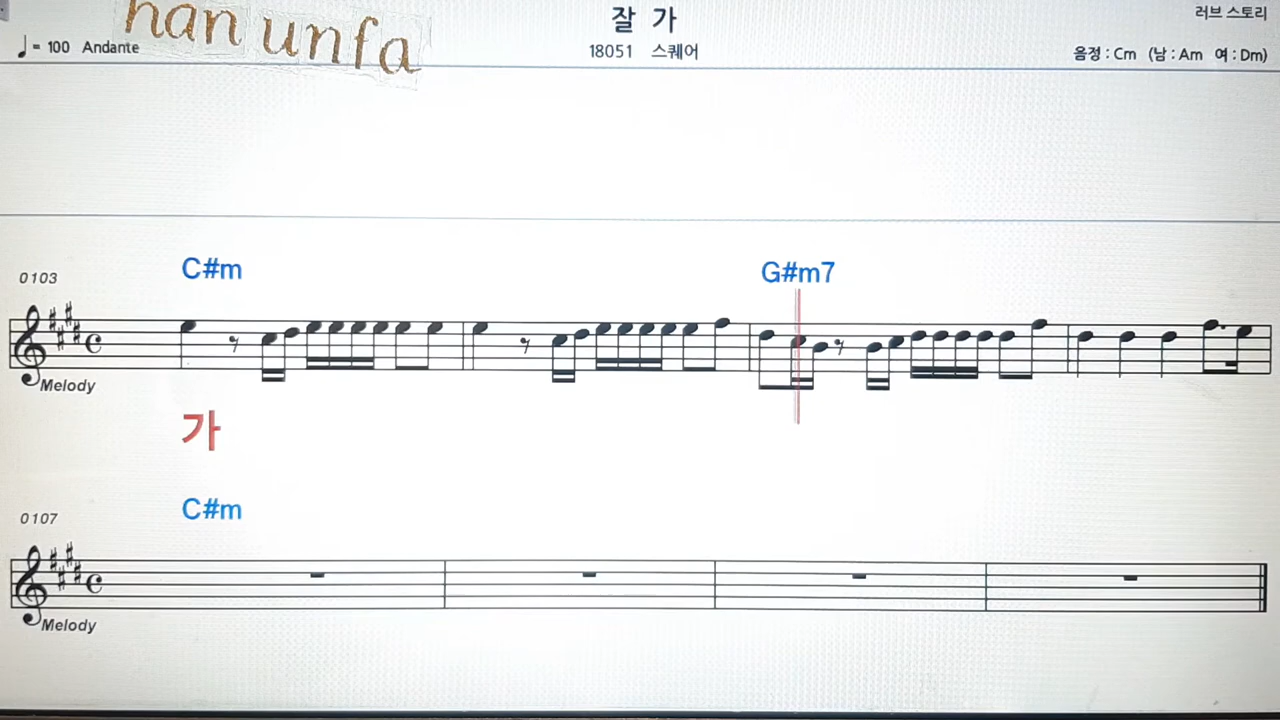 han unfa
잘 가
러브 스토리
= 100 Andante
18051 스퀘어
음정 : Cm (남 : Am 여 : Dm)
C#m
G#m7
0103
Melody
가
C#m
0107
Melody